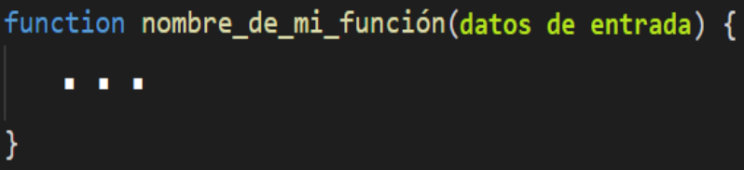 function nombre_de_mi_función(datos de entrada) {
...
}